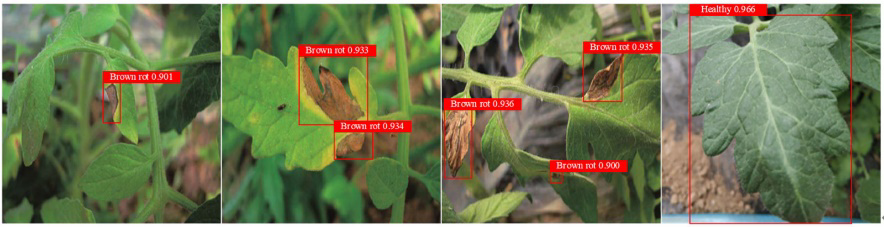 Brown rot 0.901
Brown rot 0.933
Brown rot 0.934
Brown rot 0.935
Brown rot 0.936
Brown rot 0.900
Healthy 0.966